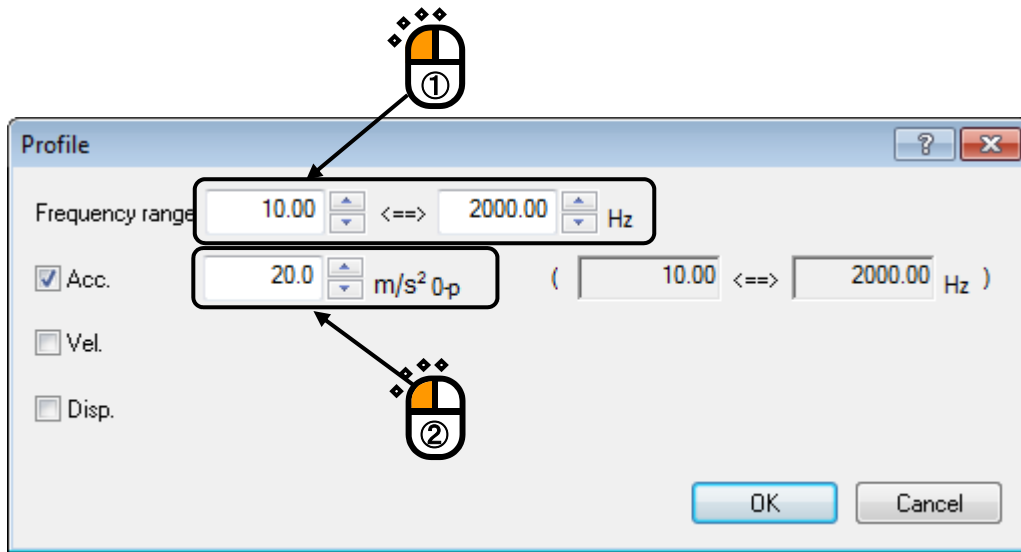 ①
Profile
Frequency range 10.00 <==> 2000.00 Hz
Acc. 20.0 m/s² 0-p ( 10.00 <==> 2000.00 Hz )
Vel.
Disp.
②
OK Cancel